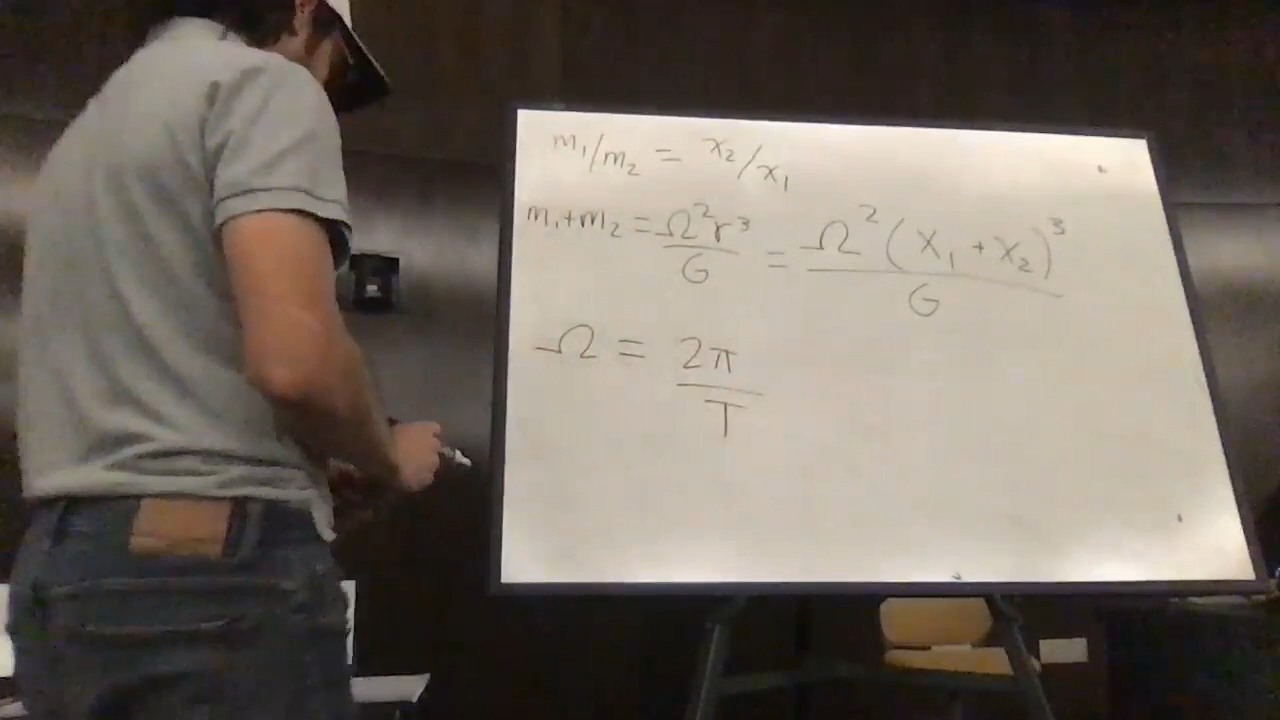 m₁/m₂ = x₂/x₁
m₁+m₂ = Ω²r³/G = Ω²(x₁+x₂)³/G
Ω = 2π/T